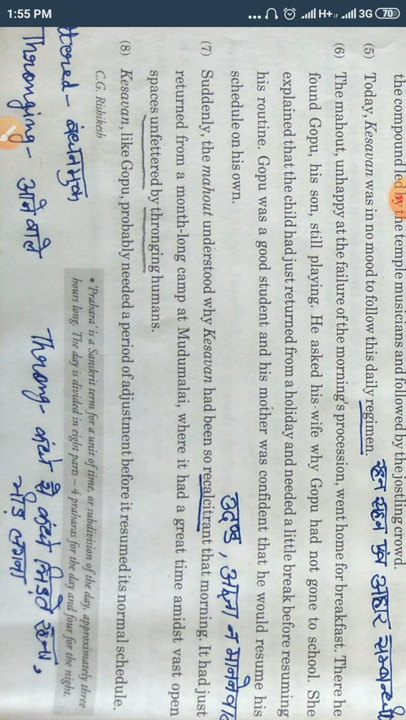 1:55 PM
... H+ 3G 70
the compound led by the temple musicians and followed by the jostling crowd.
(5) Today, Kesavan was in no mood to follow this daily regimen.
(6) The mahout, unhappy at the failure of the morning's procession, went home for breakfast. There he
found Gopu, his son, still playing. He asked his wife why Gopu had not gone to school. She
explained that the child had just returned from a holiday and needed a little break before resuming
his routine. Gopu was a good student and his mother was confident that he would resume his
schedule on his own.
उदण्ड, आज्ञा न मानने
(7) Suddenly, the mahout understood why Kesavan had been so recalcitrant that morning. It had just
returned from a month-long camp at Mudumalai, where it had a great time amidst vast open
spaces unfettered by thronging humans.
(8) Kesavan, like Gopu, probably needed a period of adjustment before it resumed its normal schedule.
C.G. Rishikesh
* 'Prahara' is a Sanskrit term for a unit of time, or subdivision of the day, approximately three
hours long. The day is divided in eight parts – 4 praharas for the day and four for the night.
ttered - बन्धनमुक्त
Thronging - आने जाते
Throng -
भीड़ लगना